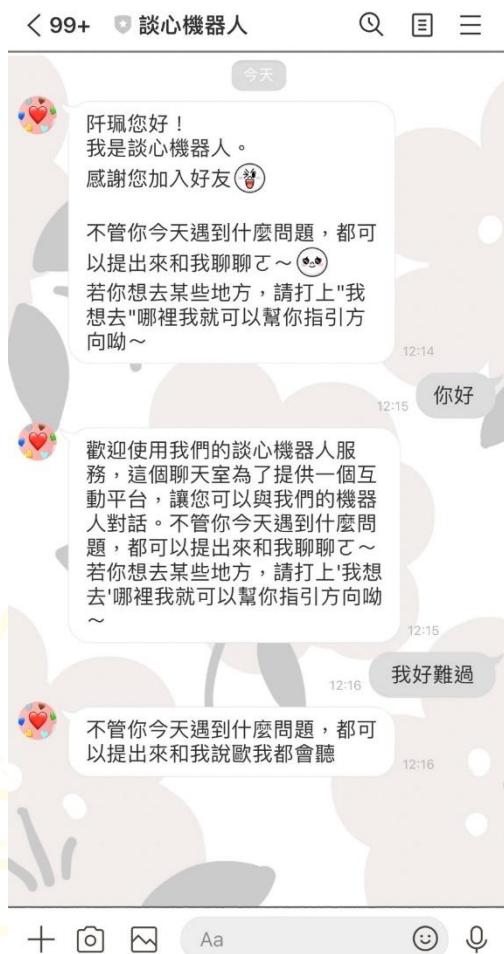 99+ 談心機器人
今天
阡珮您好！
我是談心機器人。
感謝您加入好友
不管你今天遇到什麼問題，都可
以提出來和我聊聊ㄛ～
若你想去某些地方，請打上"我
想去"哪裡我就可以幫你指引方
向呦～
12:14
你好
12:15
歡迎使用我們的談心機器人服
務，這個聊天室為了提供一個互
動平台，讓您可以與我們的機器
人對話。不管你今天遇到什麼問
題，都可以提出來和我聊聊ㄛ～
若你想去某些地方，請打上'我想
去'哪裡我就可以幫你指引方向呦
～
12:15
我好難過
12:16
不管你今天遇到什麼問題，都可
以提出來和我說歐我都會聽
12:16
Aa